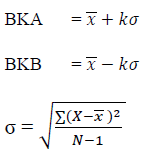 BKA = x̅ + kσ
BKB = x̅ − kσ
σ = √(∑(X−x̅)² / N−1)